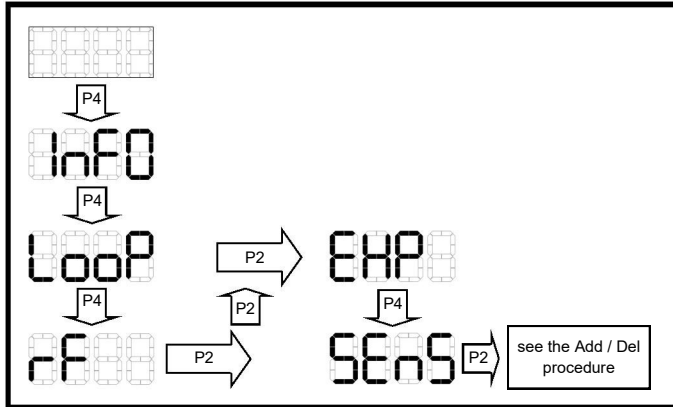 P4
InFO
P4
LooP
P2
EHP
P4
P2
P4
rF
P2
SEnS
P2
see the Add / Del
procedure